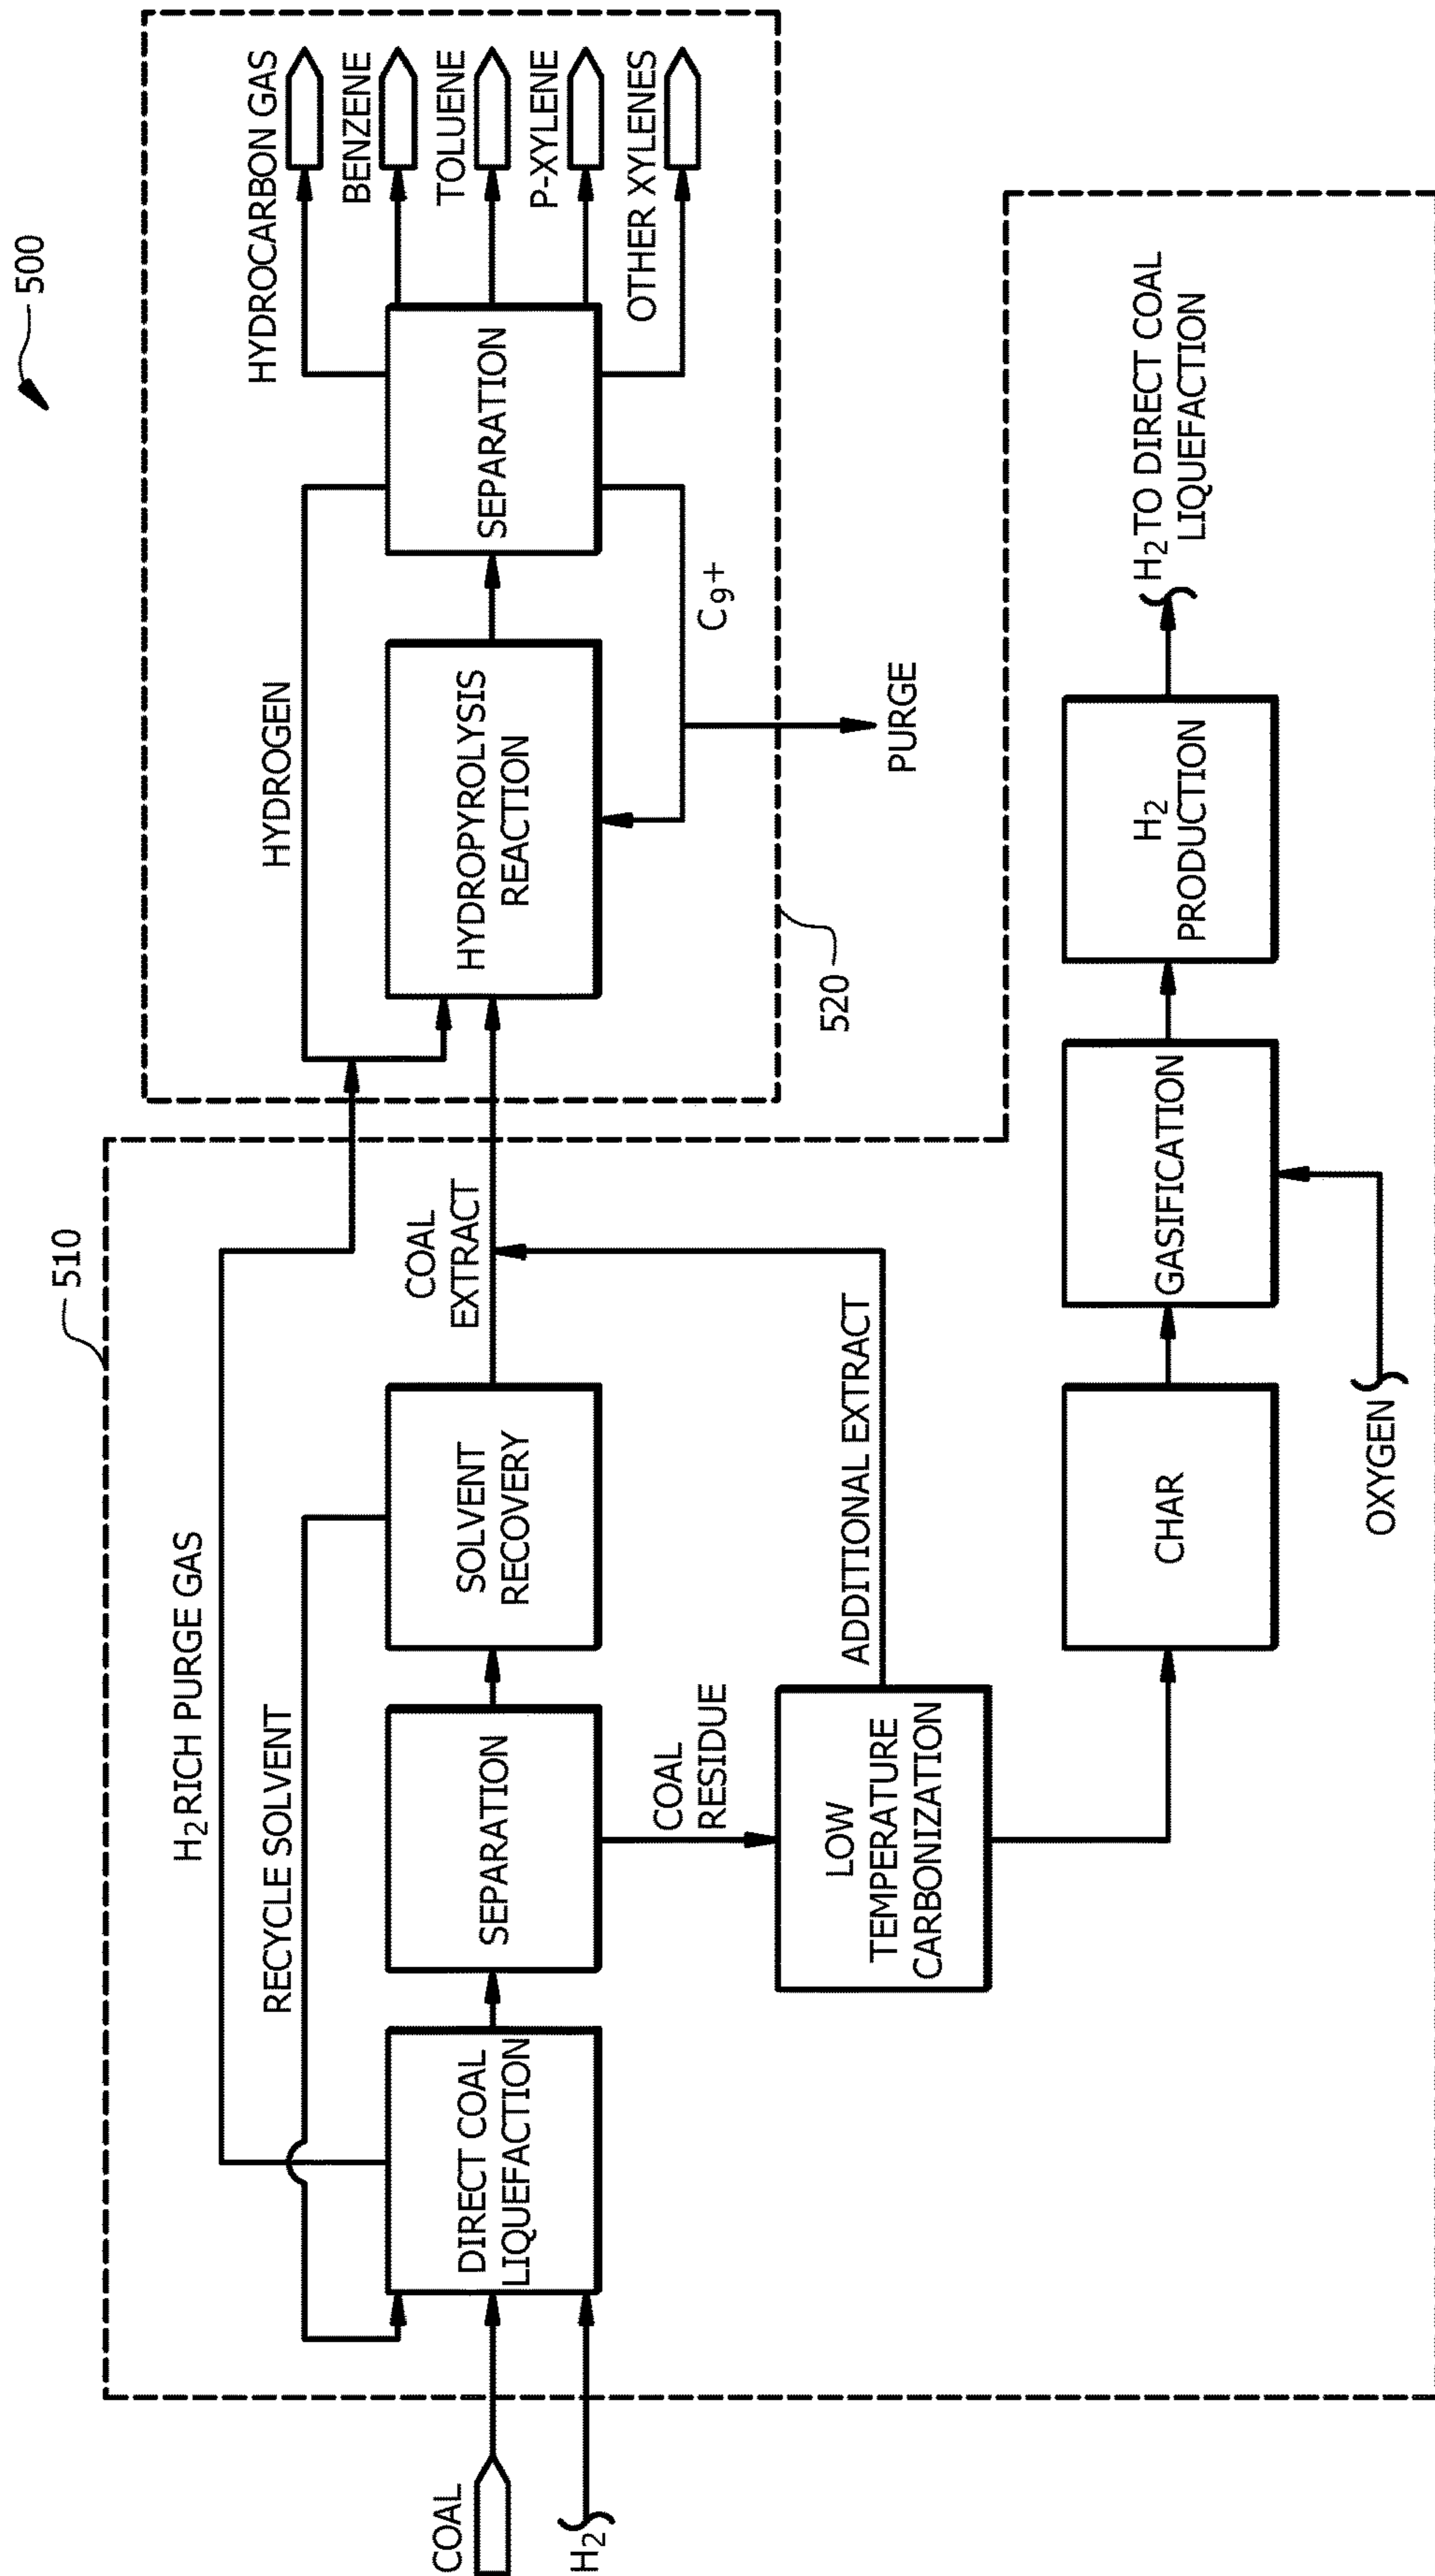 500
510
H2 RICH PURGE GAS
RECYCLE SOLVENT
COAL
H2
DIRECT COAL
LIQUEFACTION
SEPARATION
SOLVENT
RECOVERY
COAL
EXTRACT
COAL
RESIDUE
LOW
TEMPERATURE
CARBONIZATION
ADDITIONAL EXTRACT
CHAR
OXYGEN
GASIFICATION
H2
PRODUCTION
H2 TO DIRECT COAL
LIQUEFACTION
520
HYDROGEN
HYDROPYROLYSIS
REACTION
C9+
PURGE
SEPARATION
HYDROCARBON GAS
BENZENE
TOLUENE
P-XYLENE
OTHER XYLENES